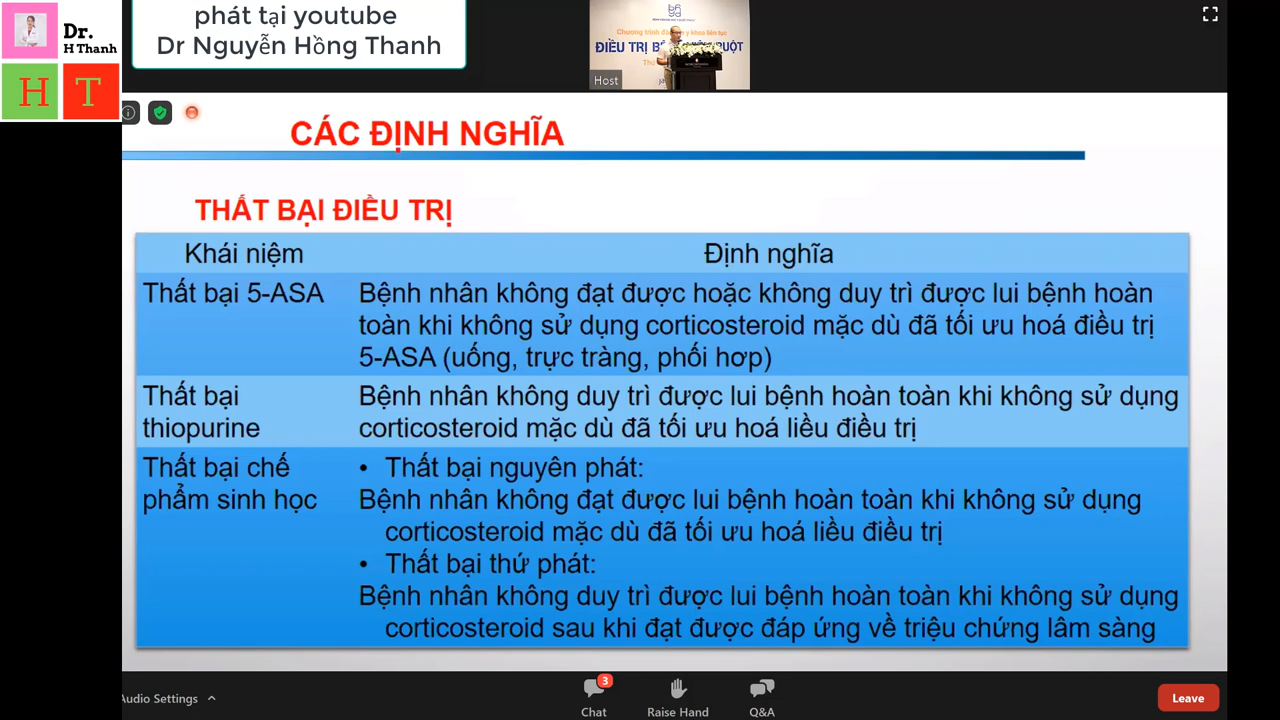 phát tại youtube
Dr Nguyễn Hồng Thanh
Dr.
H Thanh
H T
Chương trình đào tạo y khoa liên tục
Host
CÁC ĐỊNH NGHĨA
THẤT BẠI ĐIỀU TRỊ
Khái niệm Định nghĩa
Thất bại 5-ASA Bệnh nhân không đạt được hoặc không duy trì được lui bệnh hoàn
toàn khi không sử dụng corticosteroid mặc dù đã tối ưu hoá điều trị
5-ASA (uống, trực tràng, phối hơp)
Thất bại Bệnh nhân không duy trì được lui bệnh hoàn toàn khi không sử dụng
thiopurine corticosteroid mặc dù đã tối ưu hoá liều điều trị
Thất bại chế • Thất bại nguyên phát:
phẩm sinh học Bệnh nhân không đạt được lui bệnh hoàn toàn khi không sử dụng
corticosteroid mặc dù đã tối ưu hoá liều điều trị
• Thất bại thứ phát:
Bệnh nhân không duy trì được lui bệnh hoàn toàn khi không sử dụng
corticosteroid sau khi đạt được đáp ứng về triệu chứng lâm sàng
Audio Settings
3
Chat
Raise Hand
Q&A
Leave